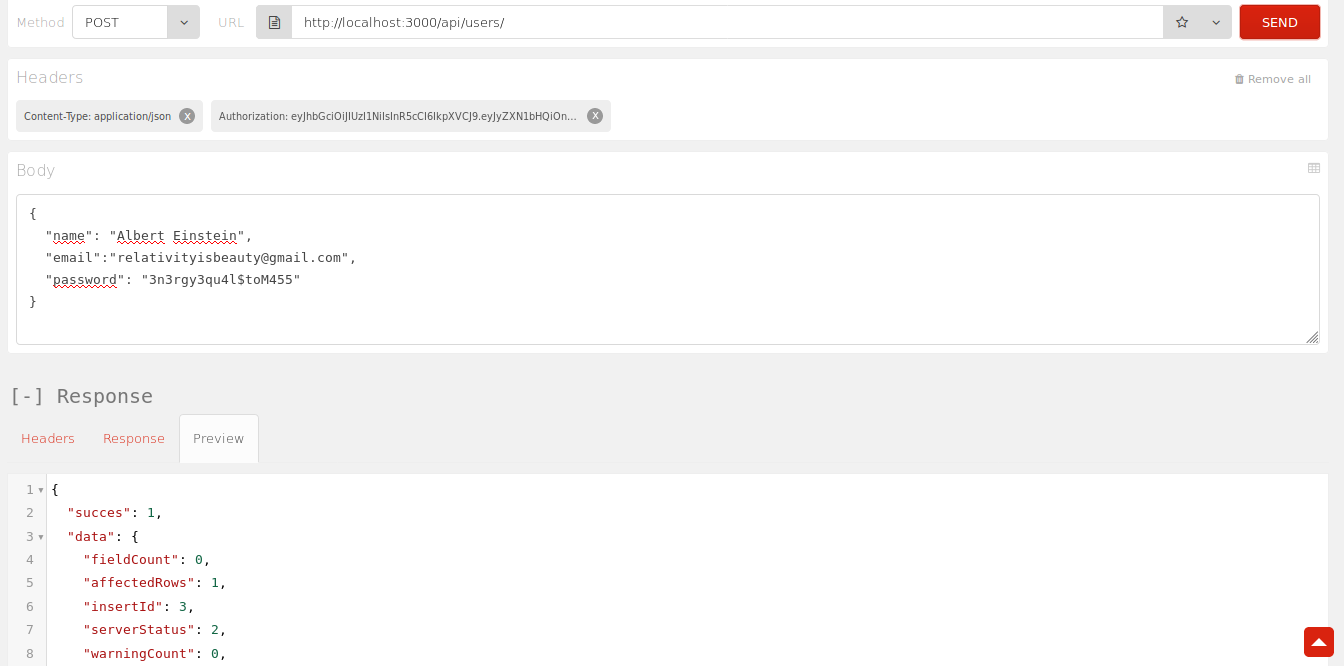 Method POST URL http://localhost:3000/api/users/ SEND
Headers Remove all
Content-Type: application/json X Authorization: eyJhbGciOiJIUzI1NiIsInR5cCI6IkpXVCJ9.eyJyZXN1bHQiOn... X
Body
{
"name": "Albert Einstein",
"email":"relativityisbeauty@gmail.com",
"password": "3n3rgy3qu4l$toM455"
}
[-] Response
Headers Response Preview
1 {
2 "succes": 1,
3 "data": {
4 "fieldCount": 0,
5 "affectedRows": 1,
6 "insertId": 3,
7 "serverStatus": 2,
8 "warningCount": 0,